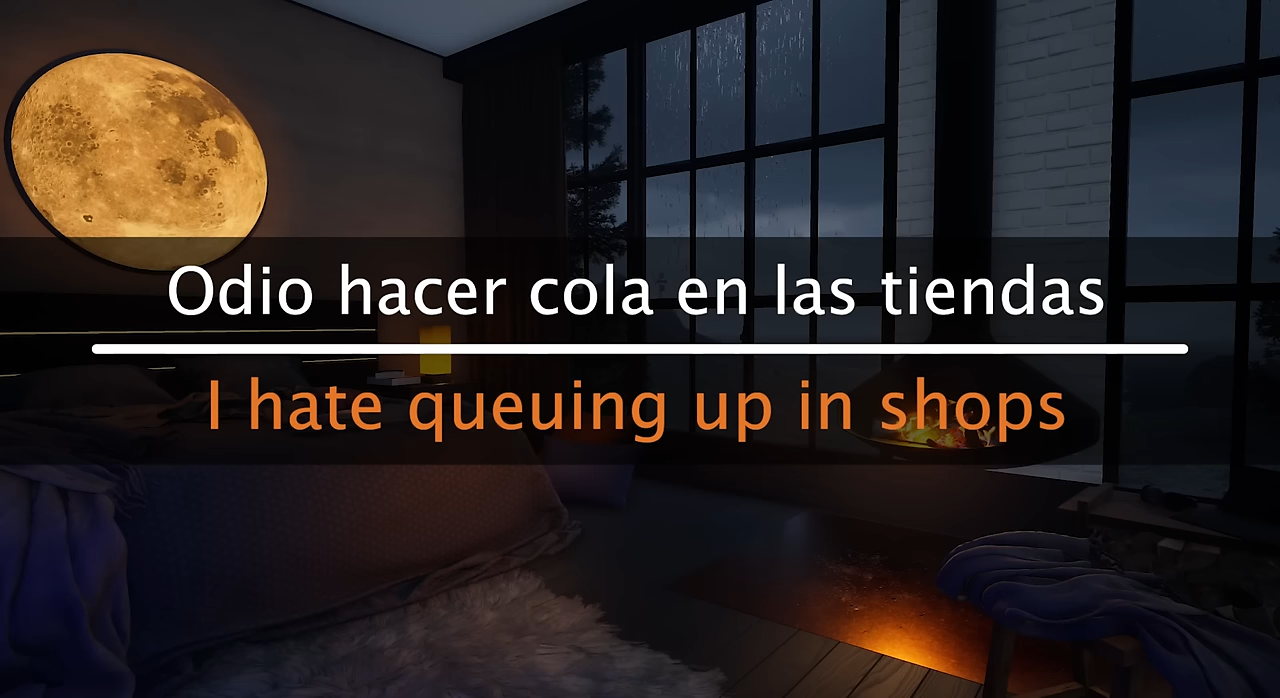 Odio hacer cola en las tiendas
I hate queuing up in shops